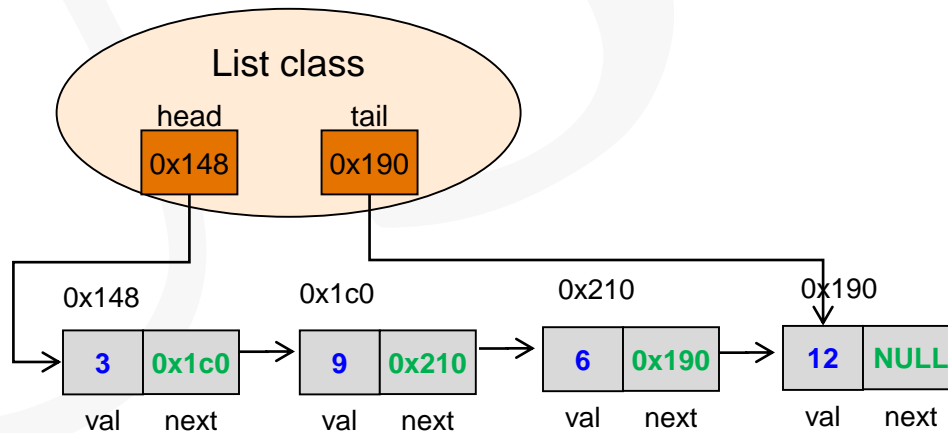 List class
head tail
0x148 0x190
0x148 0x1c0 0x210 0x190
3 0x1c0 9 0x210 6 0x190 12 NULL
val next val next val next val next